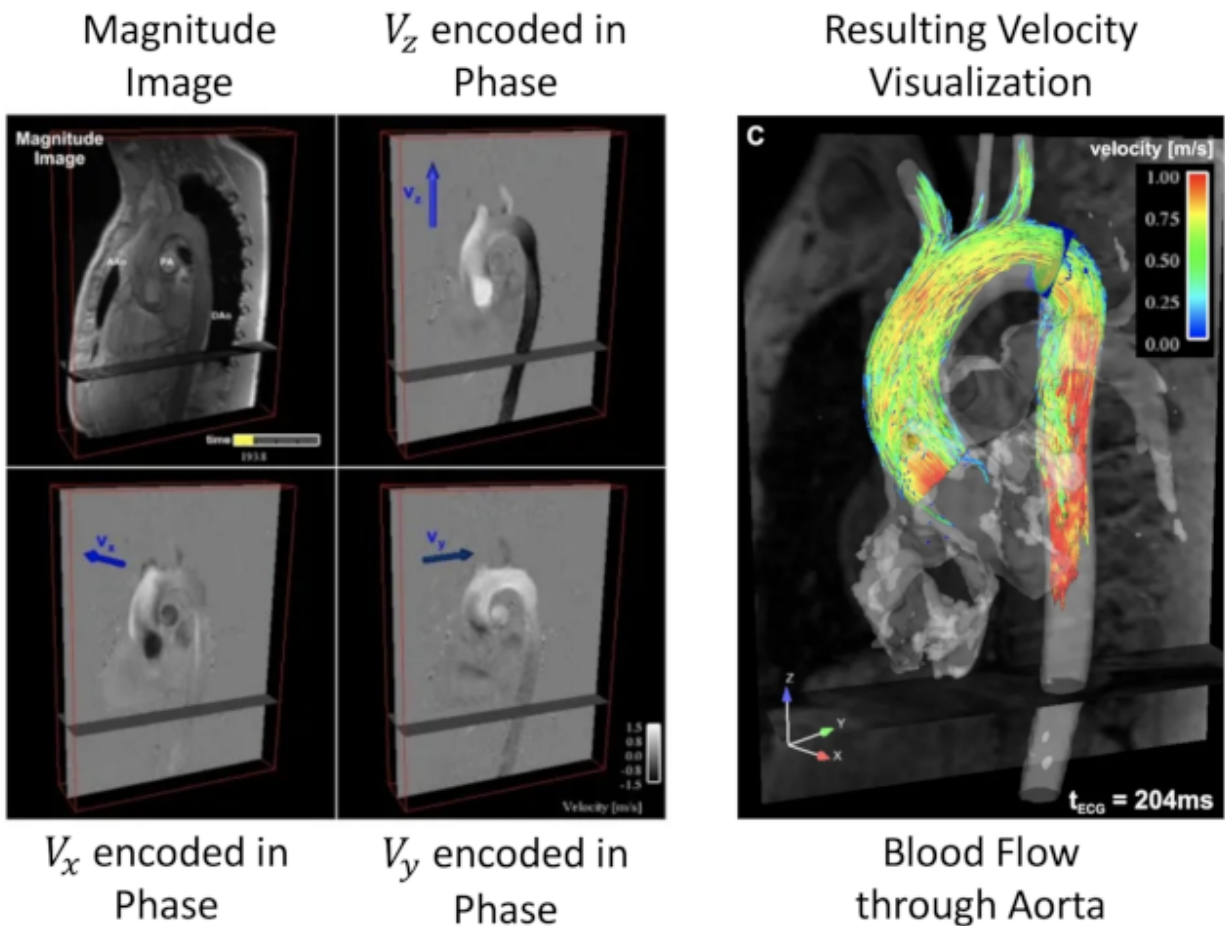 Magnitude
Image
V_z encoded in
Phase
Resulting Velocity
Visualization
Magnitude
Image
AAo
PA
DAo
time
193.8
V_z
V_x
V_y
1.5
0.8
0.0
-0.8
-1.5
Velocity [m/s]
C
velocity [m/s]
1.00
0.75
0.50
0.25
0.00
Z
Y
X
t_ECG = 204ms
V_x encoded in
Phase
V_y encoded in
Phase
Blood Flow
through Aorta